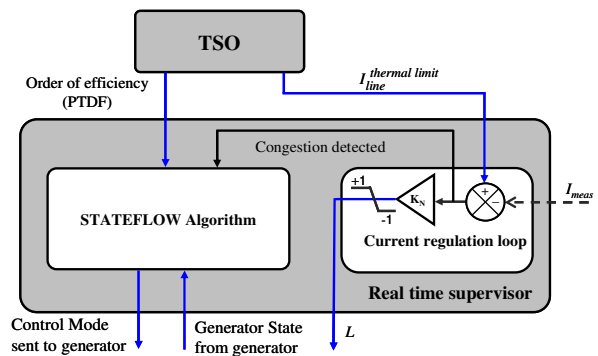 TSO
Order of efficiency
(PTDF)
I line thermal limit
Congestion detected
STATEFLOW Algorithm
+1
-1
K_N
+
−
I_meas
Current regulation loop
Real time supervisor
Control Mode
sent to generator
Generator State
from generator
L